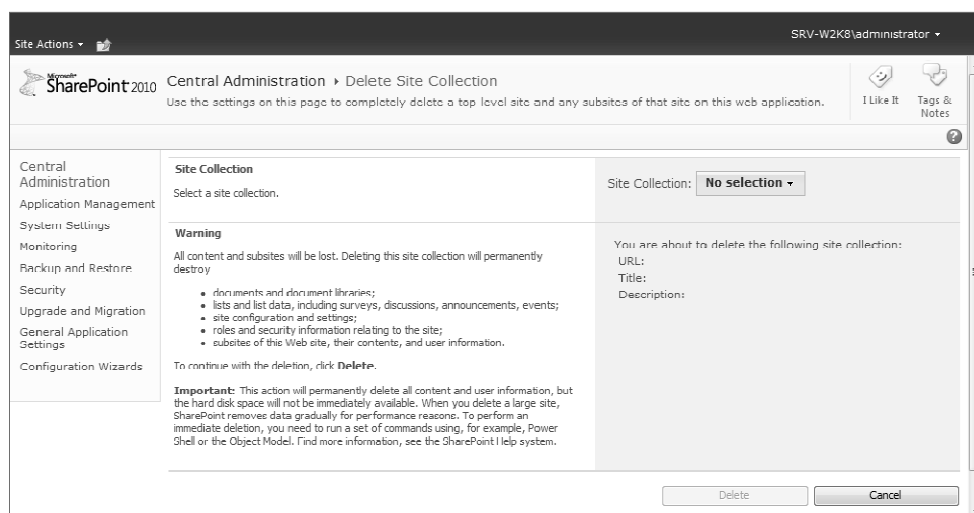 SRV-W2K8\administrator
Site Actions
Microsoft
SharePoint 2010
Central Administration ▸ Delete Site Collection
Use the settings on this page to completely delete a top level site and any subsites of that site on this web application.
I Like It
Tags &
Notes
Central
Administration
Application Management
System Settings
Monitoring
Backup and Restore
Security
Upgrade and Migration
General Application
Settings
Configuration Wizards
Site Collection
Select a site collection.
Site Collection: No selection
Warning
All content and subsites will be lost. Deleting this site collection will permanently
destroy
• documents and document libraries;
• lists and list data, including surveys, discussions, announcements, events;
• site configuration and settings;
• roles and security information relating to the site;
• subsites of this Web site, their contents, and user information.
To continue with the deletion, click Delete.
Important: This action will permanently delete all content and user information, but
the hard disk space will not be immediately available. When you delete a large site,
SharePoint removes data gradually for performance reasons. To perform an
immediate deletion, you need to run a set of commands using, for example, Power
Shell or the Object Model. Find more information, see the SharePoint Help system.
You are about to delete the following site collection:
URL:
Title:
Description:
Delete
Cancel